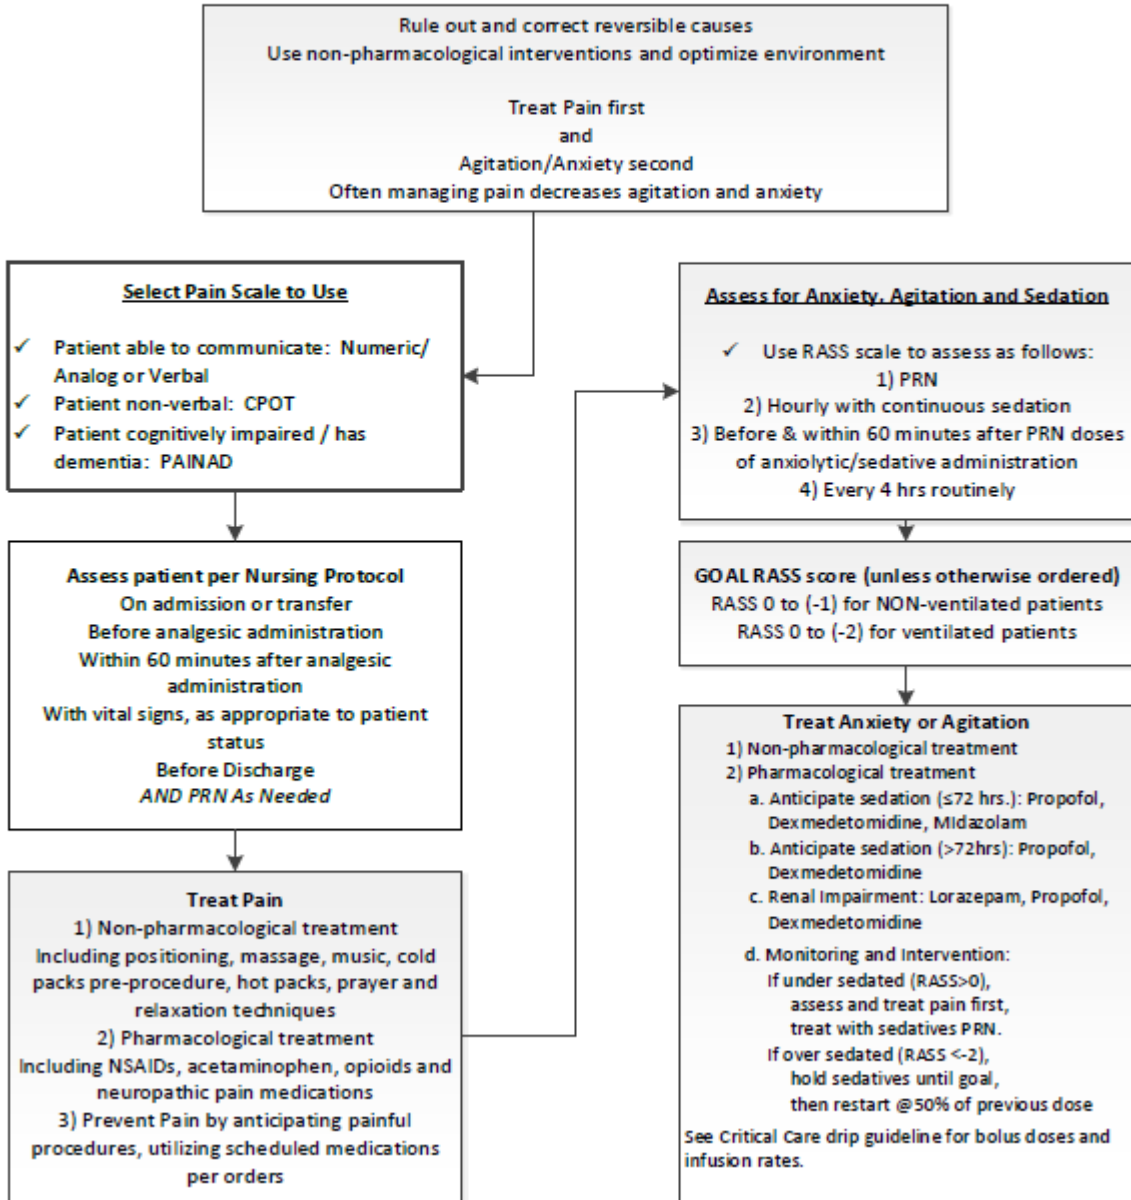 Rule out and correct reversible causes
Use non-pharmacological interventions and optimize environment
Treat Pain first
and
Agitation/Anxiety second
Often managing pain decreases agitation and anxiety
Select Pain Scale to Use
✓ Patient able to communate: Numeric/
Analog or Verbal
✓ Patient non-verbal: CPOT
✓ Patient cognitively impaired / has
dementia: PAINAD
Assess patient per Nursing Protocol
On admission or transfer
Before analgesic administration
Within 60 minutes after analgesic
administration
With vital signs, as appropriate to patient
status
Before Discharge
AND PRN As Needed
Treat Pain
1) Non-pharmacological treatment
Including positioning, massage, music, cold
packs pre-procedure, hot packs, prayer and
relaxation techniques
2) Pharmacological treatment
Including NSAIDs, acetaminophen, opioids and
neuropathic pain medications
3) Prevent Pain by anticipating painful
procedures, utilizing scheduled medications
per orders
Assess for Anxiety. Agitation and Sedation
✓ Use RASS scale to assess as follows:
1) PRN
2) Hourly with continuous sedation
3) Before & within 60 minutes after PRN doses
of anxiolytic/sedative administration
4) Every 4 hrs routinely
GOAL RASS score (unless otherwise ordered)
RASS 0 to (-1) for NON-ventilated patients
RASS 0 to (-2) for ventilated patients
Treat Anxiety or Agitation
1) Non-pharmacological treatment
2) Pharmacological treatment
a. Anticipate sedation (≤72 hrs.): Propofol,
Dexmedetomidine, MIdazolam
b. Anticipate sedation (>72hrs): Propofol,
Dexmedetomidine
c. Renal Impairment: Lorazepam, Propofol,
Dexmedetomidine
d. Monitoring and Intervention:
If under sedated (RASS>0),
assess and treat pain first,
treat with sedatives PRN.
If over sedated (RASS <-2),
hold sedatives until goal,
then restart @50% of previous dose
See Critical Care drip guideline for bolus doses and
infusion rates.